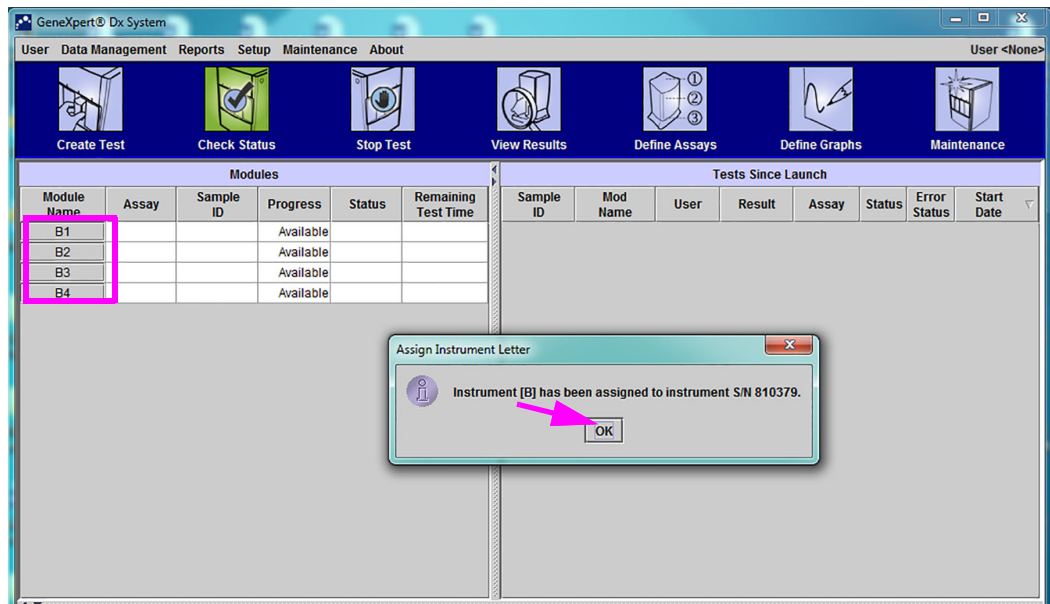 GeneXpert® Dx System
User Data Management Reports Setup Maintenance About User <None>
Create Test Check Status Stop Test View Results Define Assays Define Graphs Maintenance
① ② ③
Modules Tests Since Launch
Module Name Assay Sample ID Progress Status Remaining Test Time Sample ID Mod Name User Result Assay Status Error Status Start Date
B1 Available
B2 Available
B3 Available
B4 Available
Assign Instrument Letter
Instrument [B] has been assigned to instrument S/N 810379.
OK